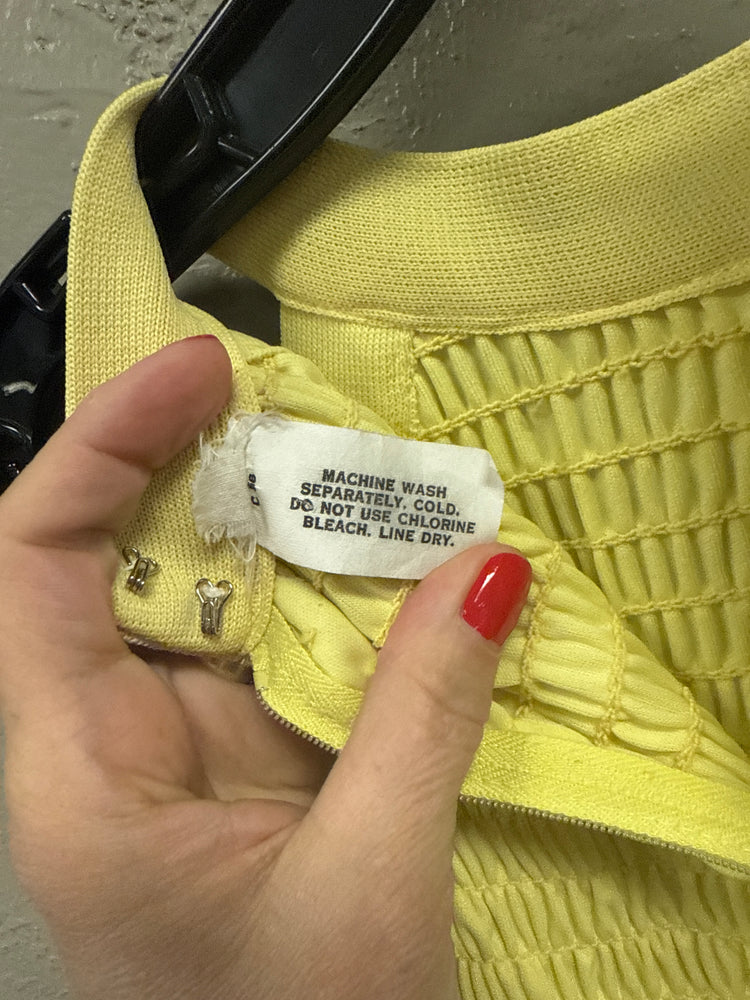 MACHINE WASH
SEPARATELY. COLD.
DO NOT USE CHLORINE
BLEACH. LINE DRY.